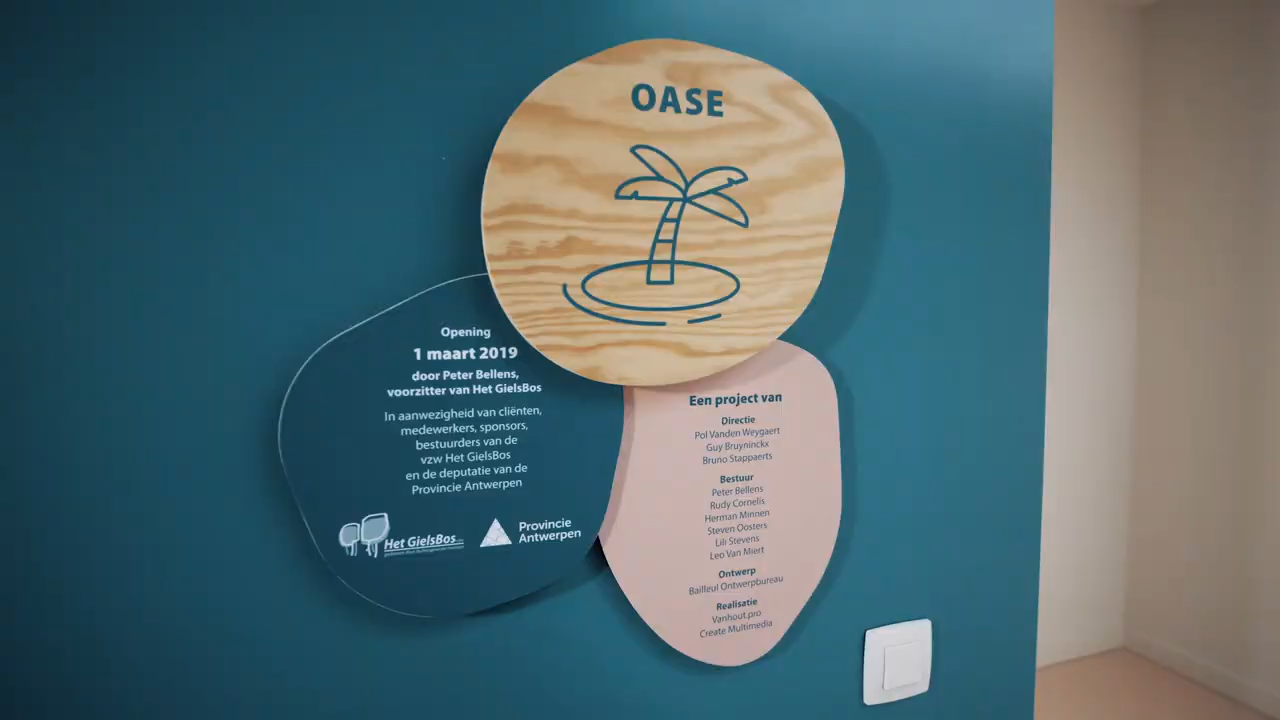 OASE
Opening
1 maart 2019
door Peter Bellens,
voorzitter van Het GielsBos
In aanwezigheid van cliënten,
medewerkers, sponsors,
bestuurders van de
vzw Het GielsBos
en de deputatie van de
Provincie Antwerpen
Het GielsBos
Provincie
Antwerpen
Een project van
Directie
Pol Vanden Weygaert
Guy Bruyninckx
Bruno Stappaerts
Bestuur
Peter Bellens
Rudy Cornelis
Herman Minnen
Steven Oosters
Lili Stevens
Leo Van Miert
Ontwerp
Bailleul Ontwerpbureau
Realisatie
Vanhout.pro
Create Multimedia